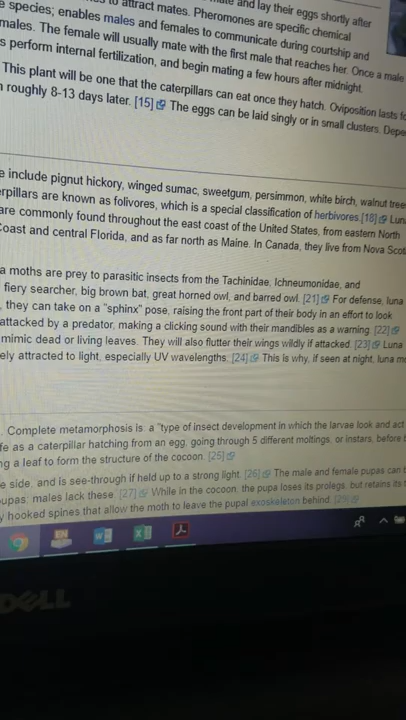 to attract mates. Pheromones are specific chemical
and lay their eggs shortly after
e species; enables males and females to communicate during courtship and
males. The female will usually mate with the first male that reaches her. Once a male
s perform internal fertilization, and begin mating a few hours after midnight.
This plant will be one that the caterpillars can eat once they hatch. Oviposition lasts fo
n roughly 8-13 days later. [15] The eggs can be laid singly or in small clusters. Depe
e include pignut hickory, winged sumac, sweetgum, persimmon, white birch, walnut tree
erpillars are known as folivores, which is a special classification of herbivores.[18] Lun
are commonly found throughout the east coast of the United States, from eastern North
Coast and central Florida, and as far north as Maine. In Canada, they live from Nova Scot
a moths are prey to parasitic insects from the Tachinidae, Ichneumonidae, and
fiery searcher, big brown bat, great horned owl, and barred owl. [21] For defense, luna
, they can take on a "sphinx" pose, raising the front part of their body in an effort to look
attacked by a predator, making a clicking sound with their mandibles as a warning. [22]
mimic dead or living leaves. They will also flutter their wings wildly if attacked. [23] Luna
ely attracted to light, especially UV wavelengths. [24] This is why, if seen at night, luna mo
. Complete metamorphosis is: a "type of insect development in which the larvae look and act
fe as a caterpillar hatching from an egg, going through 5 different moltings, or instars, before b
ng a leaf to form the structure of the cocoon. [25]
e side, and is see-through if held up to a strong light. [26] The male and female pupas can b
upas: males lack these. [27] While in the cocoon, the pupa loses its prolegs, but retains its t
y hooked spines that allow the moth to leave the pupal exoskeleton behind. [29]
EN
DELL